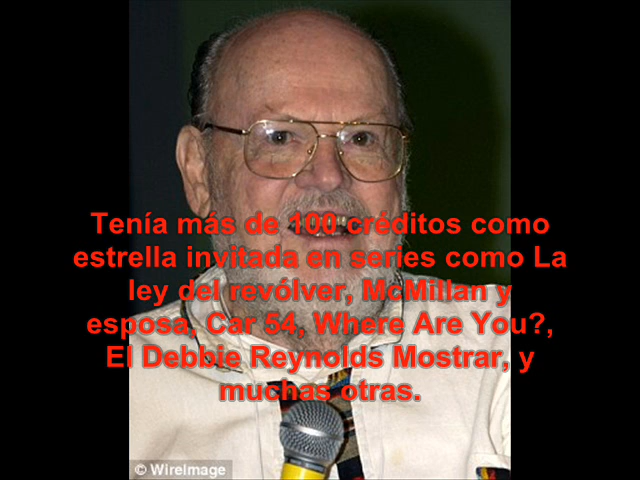 Tenía más de 100 créditos como
estrella invitada en series como La
ley del revólver, McMillan y
esposa, Car 54, Where Are You?,
El Debbie Reynolds Mostrar, y
muchas otras.
© WireImage